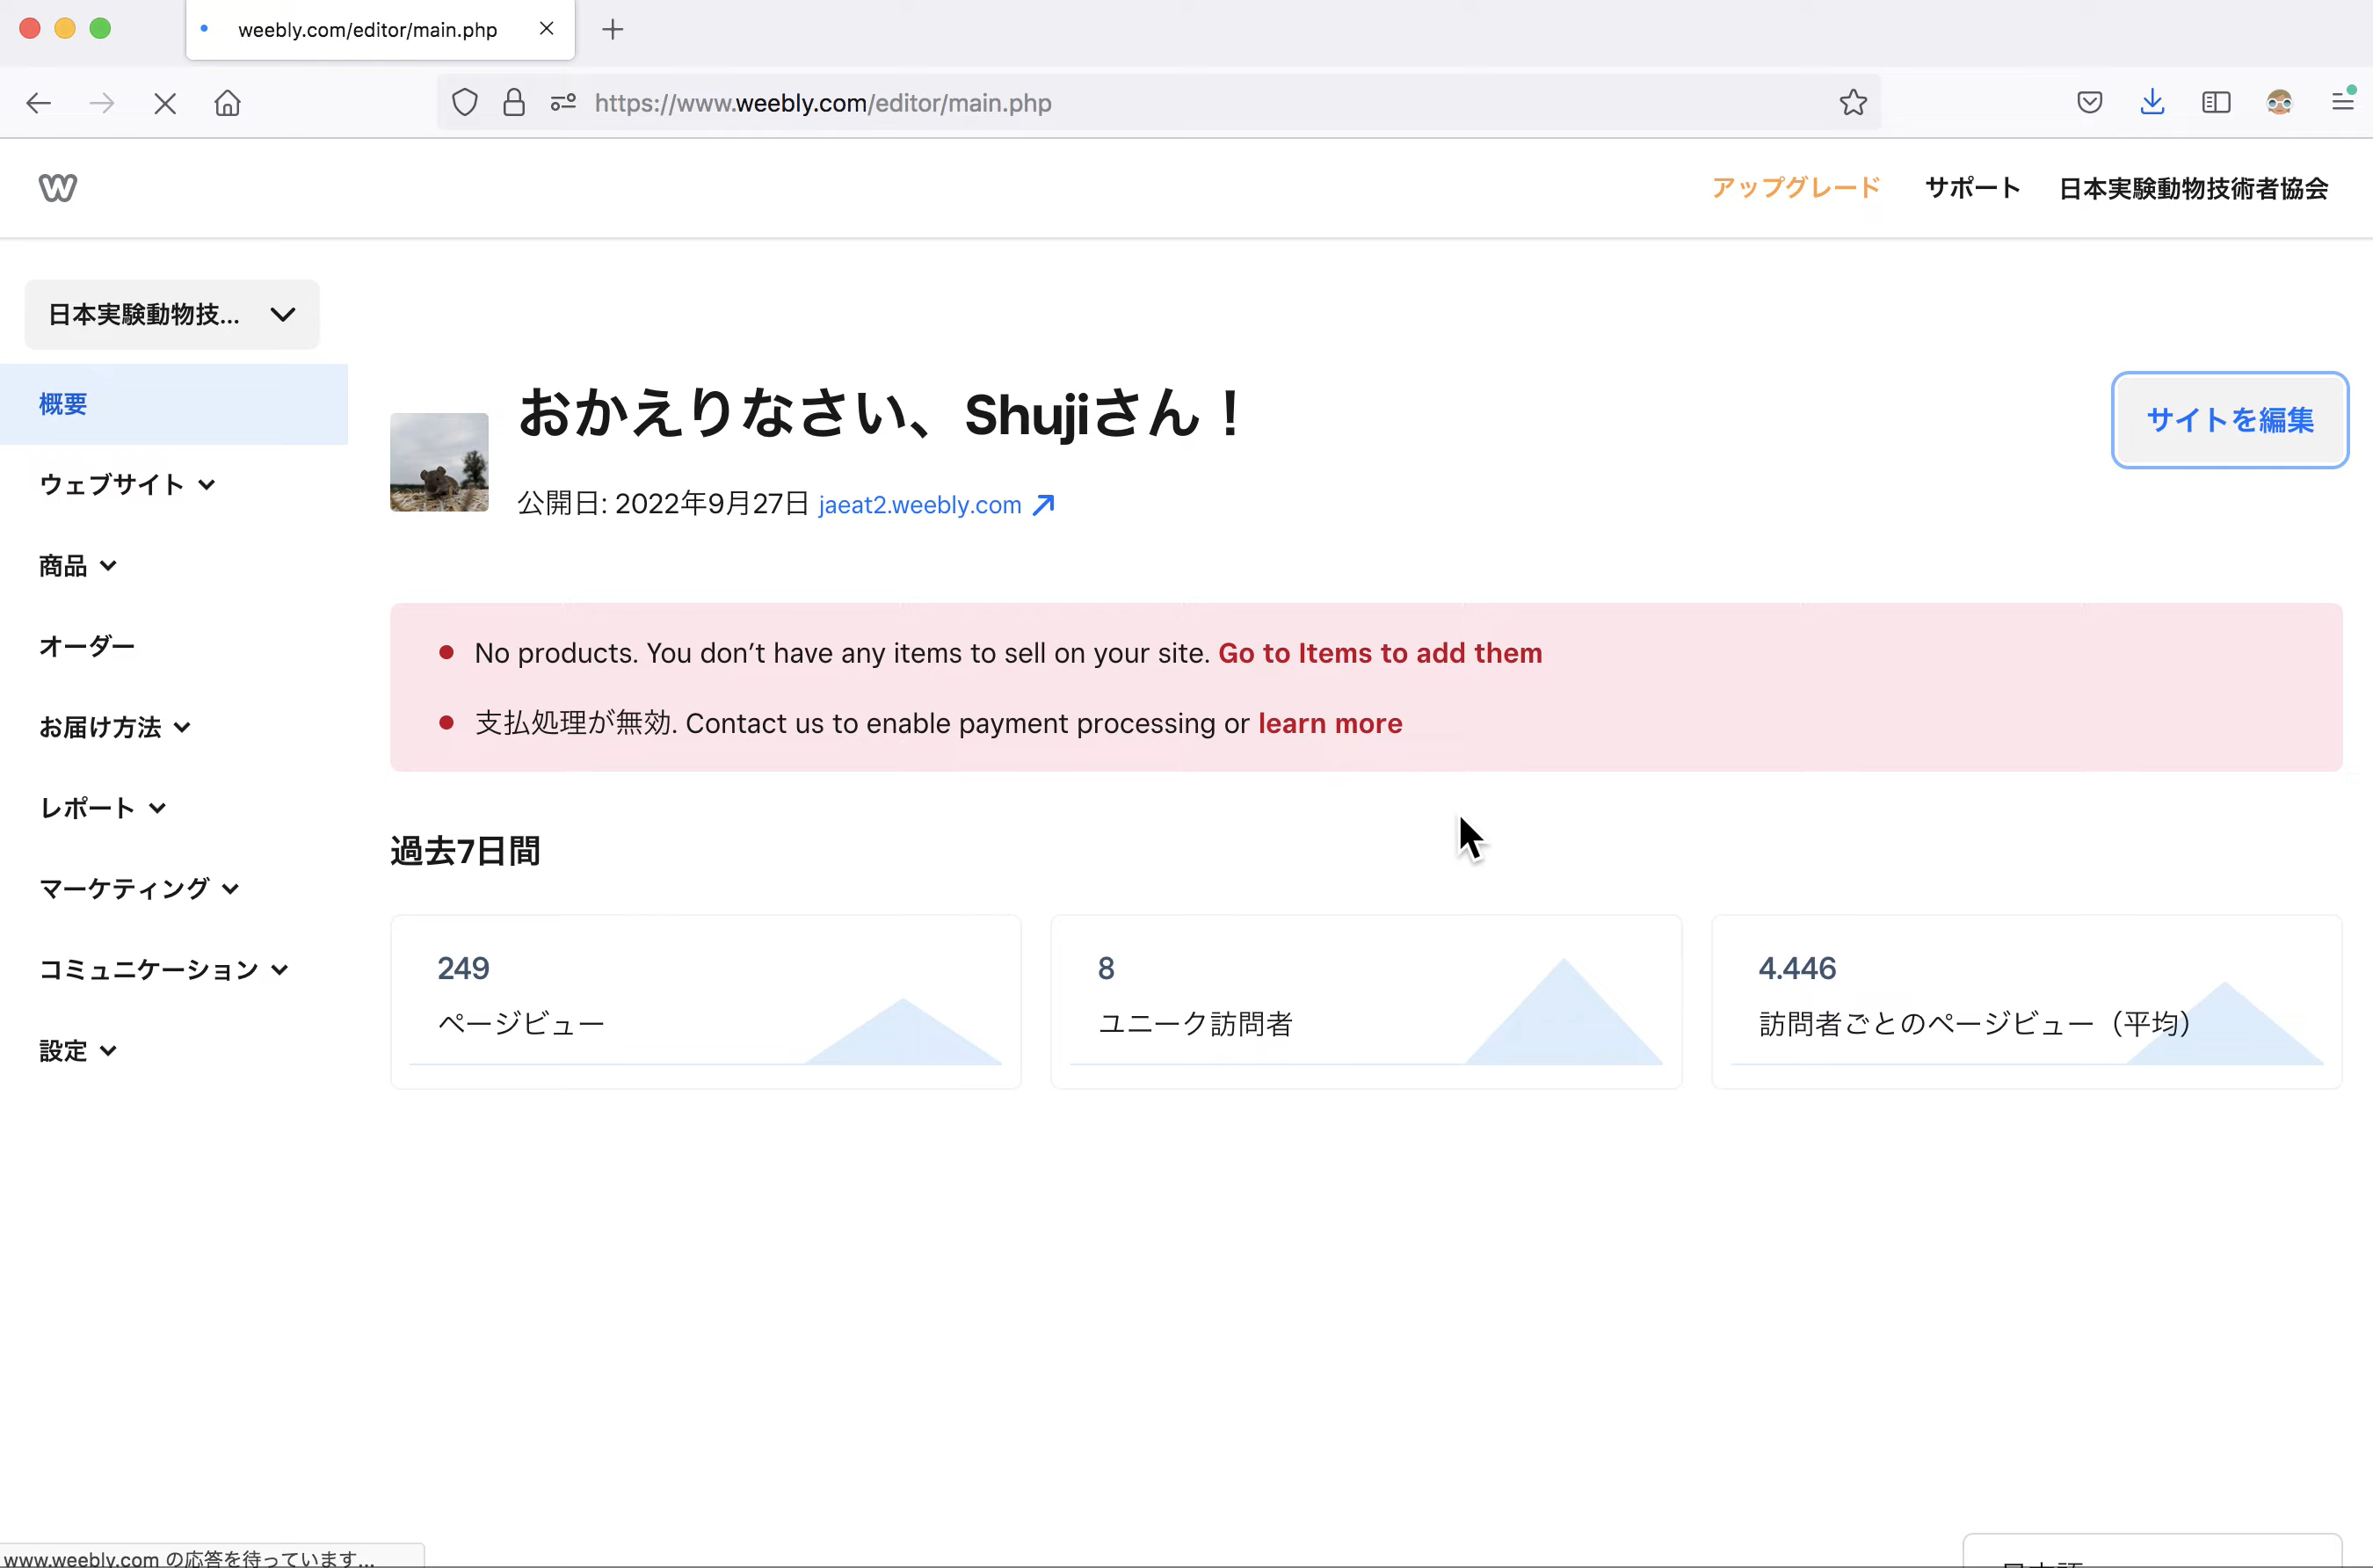 weebly.com/editor/main.php
https://www.weebly.com/editor/main.php
アップグレード サポート 日本実験動物技術者協会
日本実験動物技...
概要
ウェブサイト
商品
オーダー
お届け方法
レポート
マーケティング
コミュニケーション
設定
おかえりなさい、Shujiさん！
公開日: 2022年9月27日 jaeat2.weebly.com
サイトを編集
No products. You don’t have any items to sell on your site. Go to Items to add them
支払処理が無効. Contact us to enable payment processing or learn more
過去7日間
249
ページビュー
8
ユニーク訪問者
4.446
訪問者ごとのページビュー（平均）
www.weebly.com の応答を待っています...